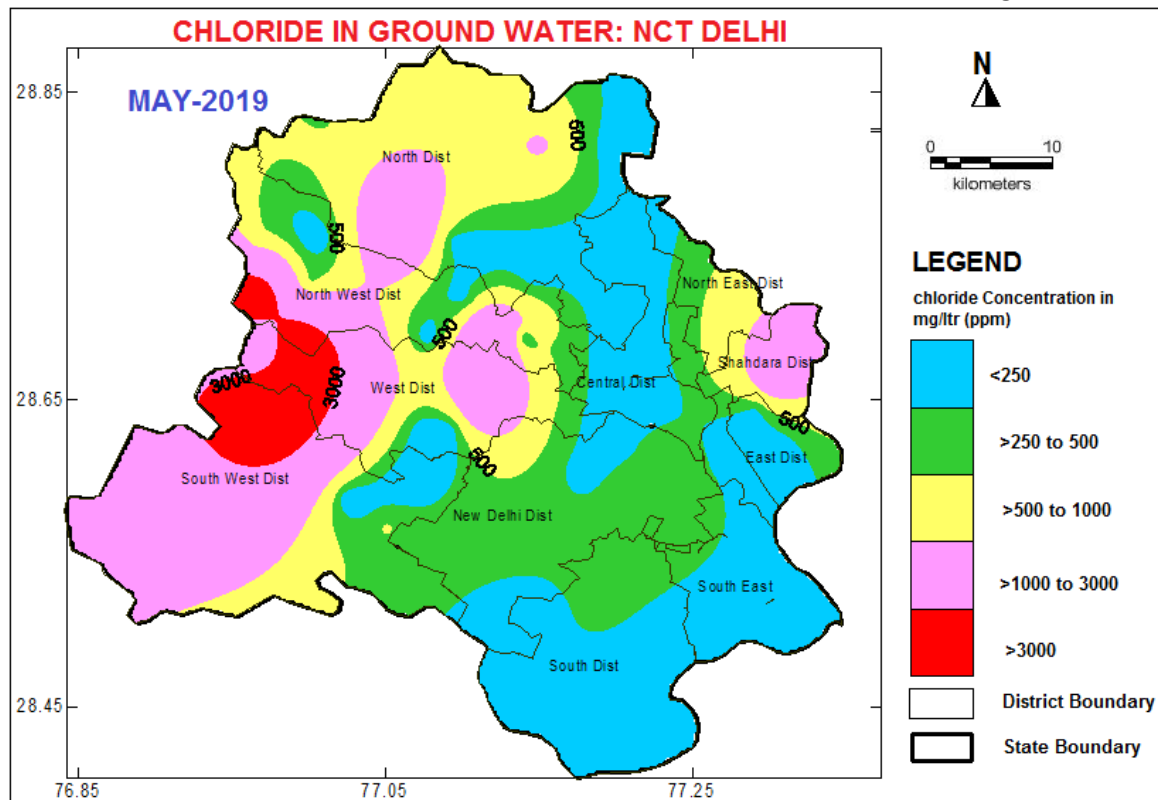 CHLORIDE IN GROUND WATER: NCT DELHI
MAY-2019
N
0 10
kilometers
28.85
28.65
28.45
76.85
77.05
77.25
North Dist
500
500
North West Dist
North East Dist
500
3000
3000
West Dist
Central Dist
Shahdara Dist
500
500
South West Dist
East Dist
New Delhi Dist
South East
South Dist
LEGEND
chloride Concentration in
mg/ltr (ppm)
<250
>250 to 500
>500 to 1000
>1000 to 3000
>3000
District Boundary
State Boundary